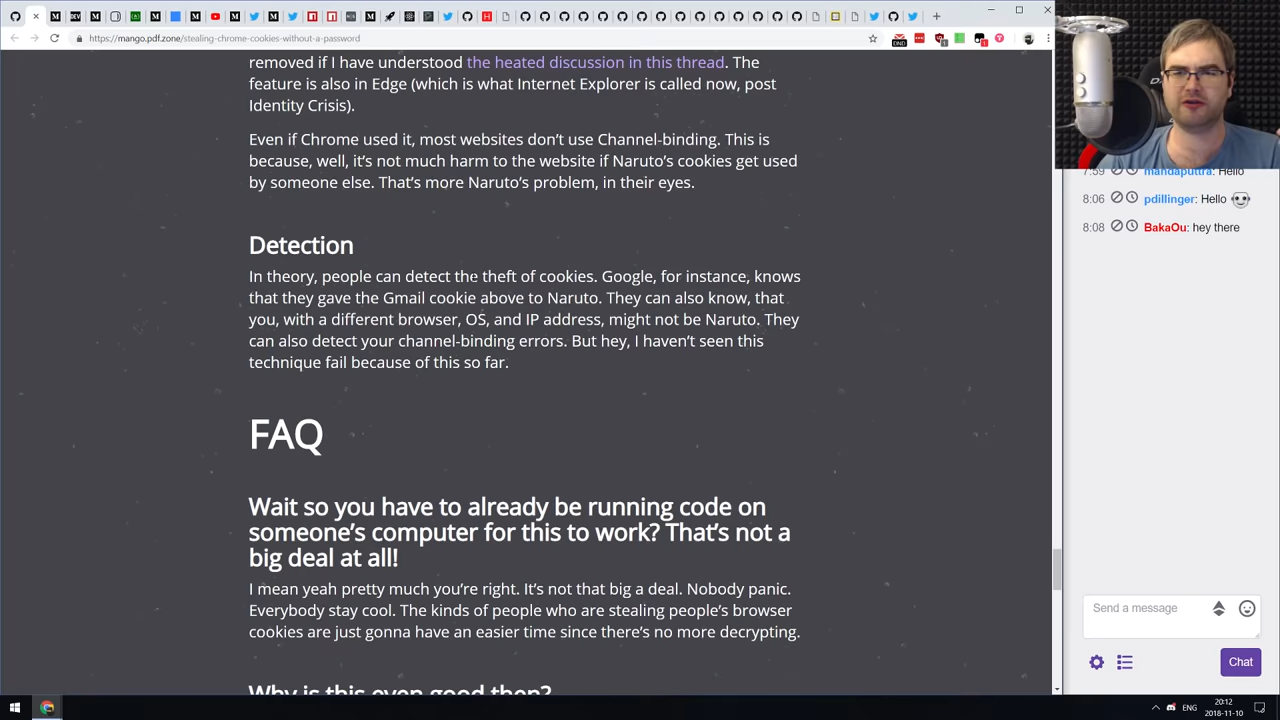 https://mango.pdf.zone/stealing-chrome-cookies-without-a-password
removed if I have understood the heated discussion in this thread. The
feature is also in Edge (which is what Internet Explorer is called now, post
Identity Crisis).
Even if Chrome used it, most websites don't use Channel-binding. This is
because, well, it's not much harm to the website if Naruto's cookies get used
by someone else. That's more Naruto's problem, in their eyes.
Detection
In theory, people can detect the theft of cookies. Google, for instance, knows
that they gave the Gmail cookie above to Naruto. They can also know, that
you, with a different browser, OS, and IP address, might not be Naruto. They
can also detect your channel-binding errors. But hey, I haven't seen this
technique fail because of this so far.
FAQ
Wait so you have to already be running code on
someone's computer for this to work? That's not a
big deal at all!
I mean yeah pretty much you're right. It's not that big a deal. Nobody panic.
Everybody stay cool. The kinds of people who are stealing people's browser
cookies are just gonna have an easier time since there's no more decrypting.
Why is this even good then?
7:59 mandaputtra: Hello
8:06 pdillinger: Hello
8:08 BakaOu: hey there
Send a message
Chat
ENG
20:12
2018-11-10